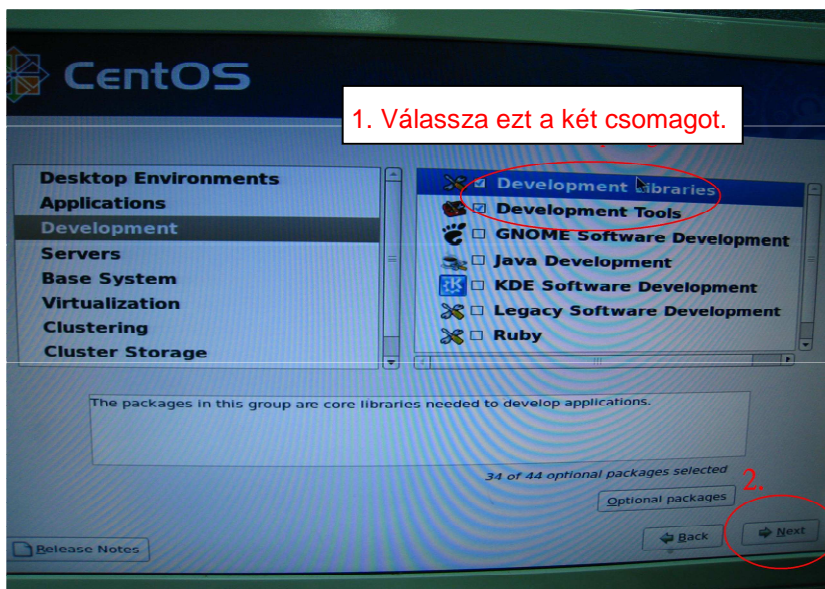 CentOS
1. Válassza ezt a két csomagot.
Desktop Environments
Applications
Development
Servers
Base System
Virtualization
Clustering
Cluster Storage
Development Libraries
Development Tools
GNOME Software Development
Java Development
KDE Software Development
Legacy Software Development
Ruby
The packages in this group are core libraries needed to develop applications.
34 of 44 optional packages selected
2.
Optional packages
Release Notes
Back
Next